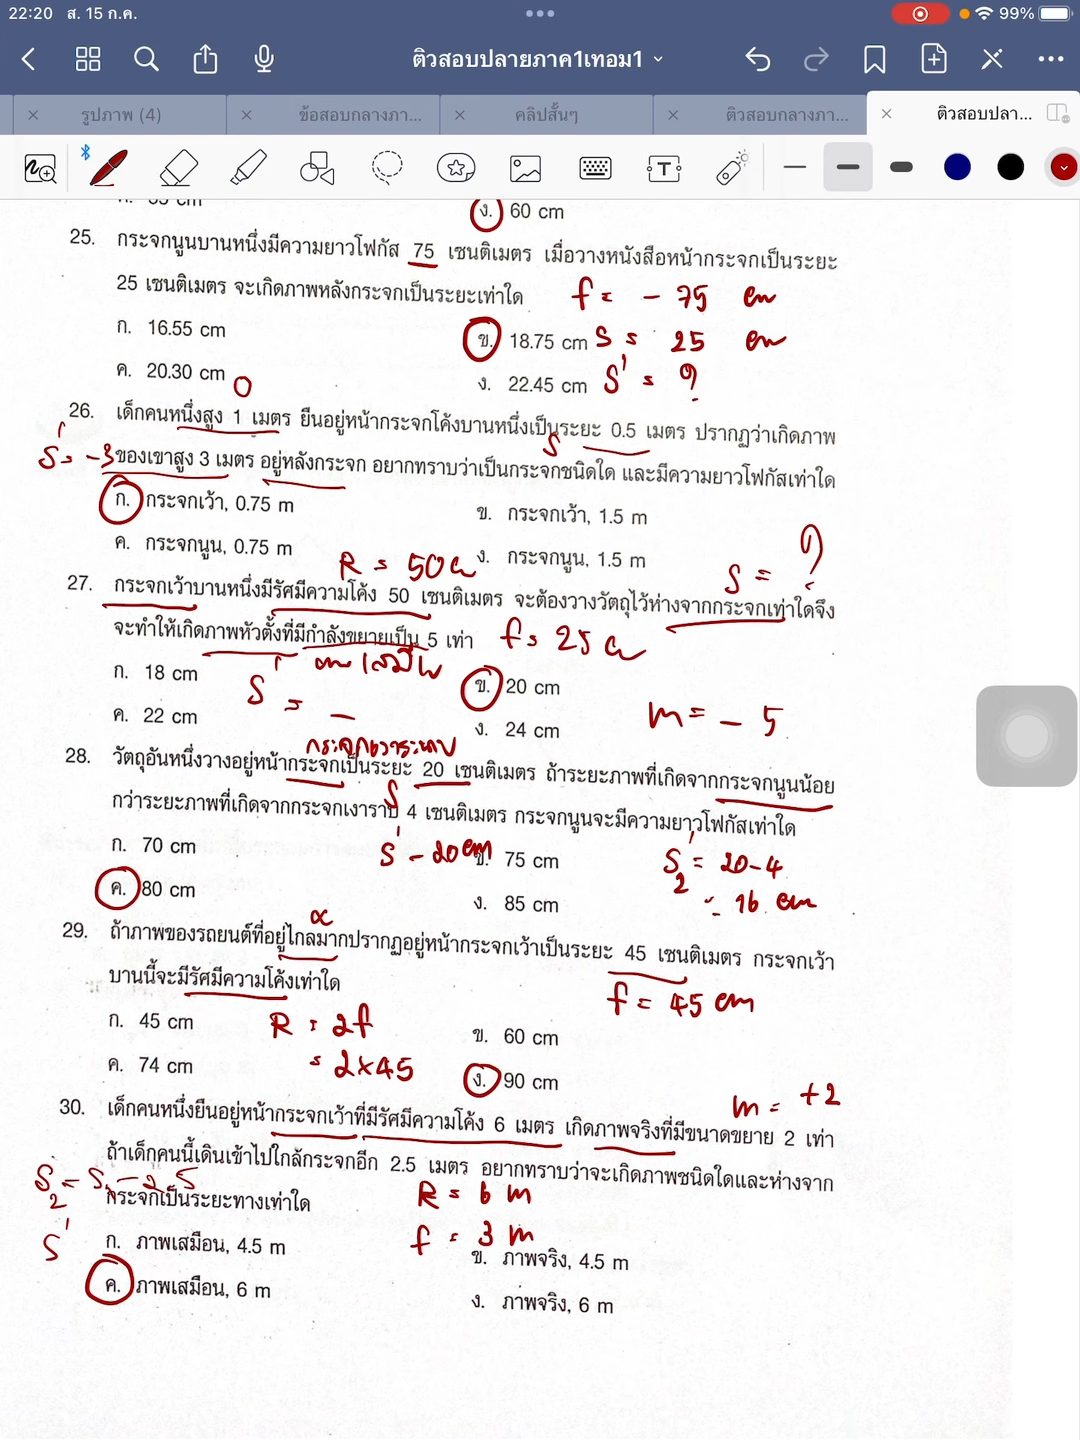 22:20 ส. 15 ก.ค.
99%
ติวสอบปลายภาค1เทอม1
รูปภาพ (4)
ข้อสอบกลางภา...
คลิปสั้นๆ
ติวสอบกลางภา...
ติวสอบปลา...
ง. 60 cm
25. กระจกนูนบานหนึ่งมีความยาวโฟกัส 75 เซนติเมตร เมื่อวางหนังสือหน้ากระจกเป็นระยะ
25 เซนติเมตร จะเกิดภาพหลังกระจกเป็นระยะเท่าใด
f = - 75 cm
ก. 16.55 cm
ข. 18.75 cm
S = 25 cm
ค. 20.30 cm
ง. 22.45 cm
S' = ?
O
26. เด็กคนหนึ่งสูง 1 เมตร ยืนอยู่หน้ากระจกโค้งบานหนึ่งเป็นระยะ 0.5 เมตร ปรากฏว่าเกิดภาพ
S
S' = -3
ของเขาสูง 3 เมตร อยู่หลังกระจก อยากทราบว่าเป็นกระจกชนิดใด และมีความยาวโฟกัสเท่าใด
ก. กระจกเว้า, 0.75 m
ข. กระจกเว้า, 1.5 m
ค. กระจกนูน, 0.75 m
ง. กระจกนูน, 1.5 m
R = 50 c
S = ?
27. กระจกเว้าบานหนึ่งมีรัศมีความโค้ง 50 เซนติเมตร จะต้องวางวัตถุไว้ห่างจากกระจกเท่าใดจึง
จะทำให้เกิดภาพหัวตั้งที่มีกำลังขยายเป็น 5 เท่า
f = 25 c
ก. 18 cm
ข. 20 cm
S' = -
m = - 5
ค. 22 cm
ง. 24 cm
กระจกเงาราบ
28. วัตถุอันหนึ่งวางอยู่หน้ากระจกเป็นระยะ 20 เซนติเมตร ถ้าระยะภาพที่เกิดจากกระจกนูนน้อย
S
กว่าระยะภาพที่เกิดจากกระจกเงาราบ 4 เซนติเมตร กระจกนูนจะมีความยาวโฟกัสเท่าใด
ก. 70 cm
S' - 20 cm
ข. 75 cm
S'2 = 20-4
ค. 80 cm
ง. 85 cm
= 16 cm
∝
29. ถ้าภาพของรถยนต์ที่อยู่ไกลมากปรากฏอยู่หน้ากระจกเว้าเป็นระยะ 45 เซนติเมตร กระจกเว้า
บานนี้จะมีรัศมีความโค้งเท่าใด
f = 45 cm
ก. 45 cm
R = 2f
ข. 60 cm
ค. 74 cm
= 2x45
ง. 90 cm
m = +2
30. เด็กคนหนึ่งยืนอยู่หน้ากระจกเว้าที่มีรัศมีความโค้ง 6 เมตร เกิดภาพจริงที่มีขนาดขยาย 2 เท่า
ถ้าเด็กคนนี้เดินเข้าไปใกล้กระจกอีก 2.5 เมตร อยากทราบว่าจะเกิดภาพชนิดใดและห่างจาก
S2 = S1 - 2.5
กระจกเป็นระยะทางเท่าใด
R = 6 m
S'
f = 3 m
ก. ภาพเสมือน, 4.5 m
ข. ภาพจริง, 4.5 m
ค. ภาพเสมือน, 6 m
ง. ภาพจริง, 6 m